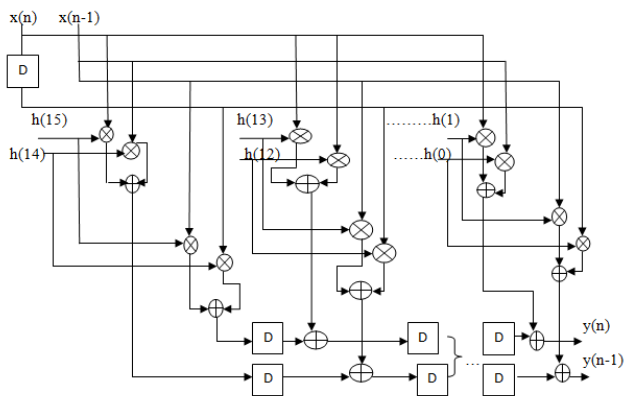 x(n) x(n-1)
D
h(15) h(13) .........h(1)
h(14) h(12) ......h(0)
D D D y(n)
...
D D D y(n-1)